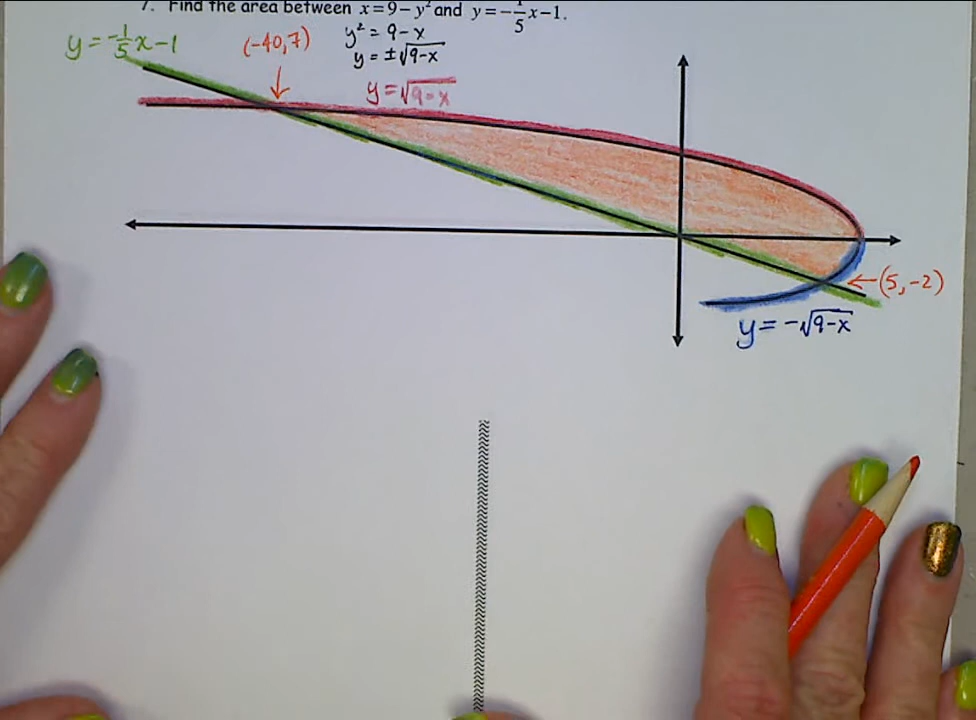 7. Find the area between x=9-y² and y=-1/5x-1.
y=-1/5x-1
(-40,7)
y²=9-x
y=±√9-x
y=√9-x
←(5,-2)
y=-√9-x